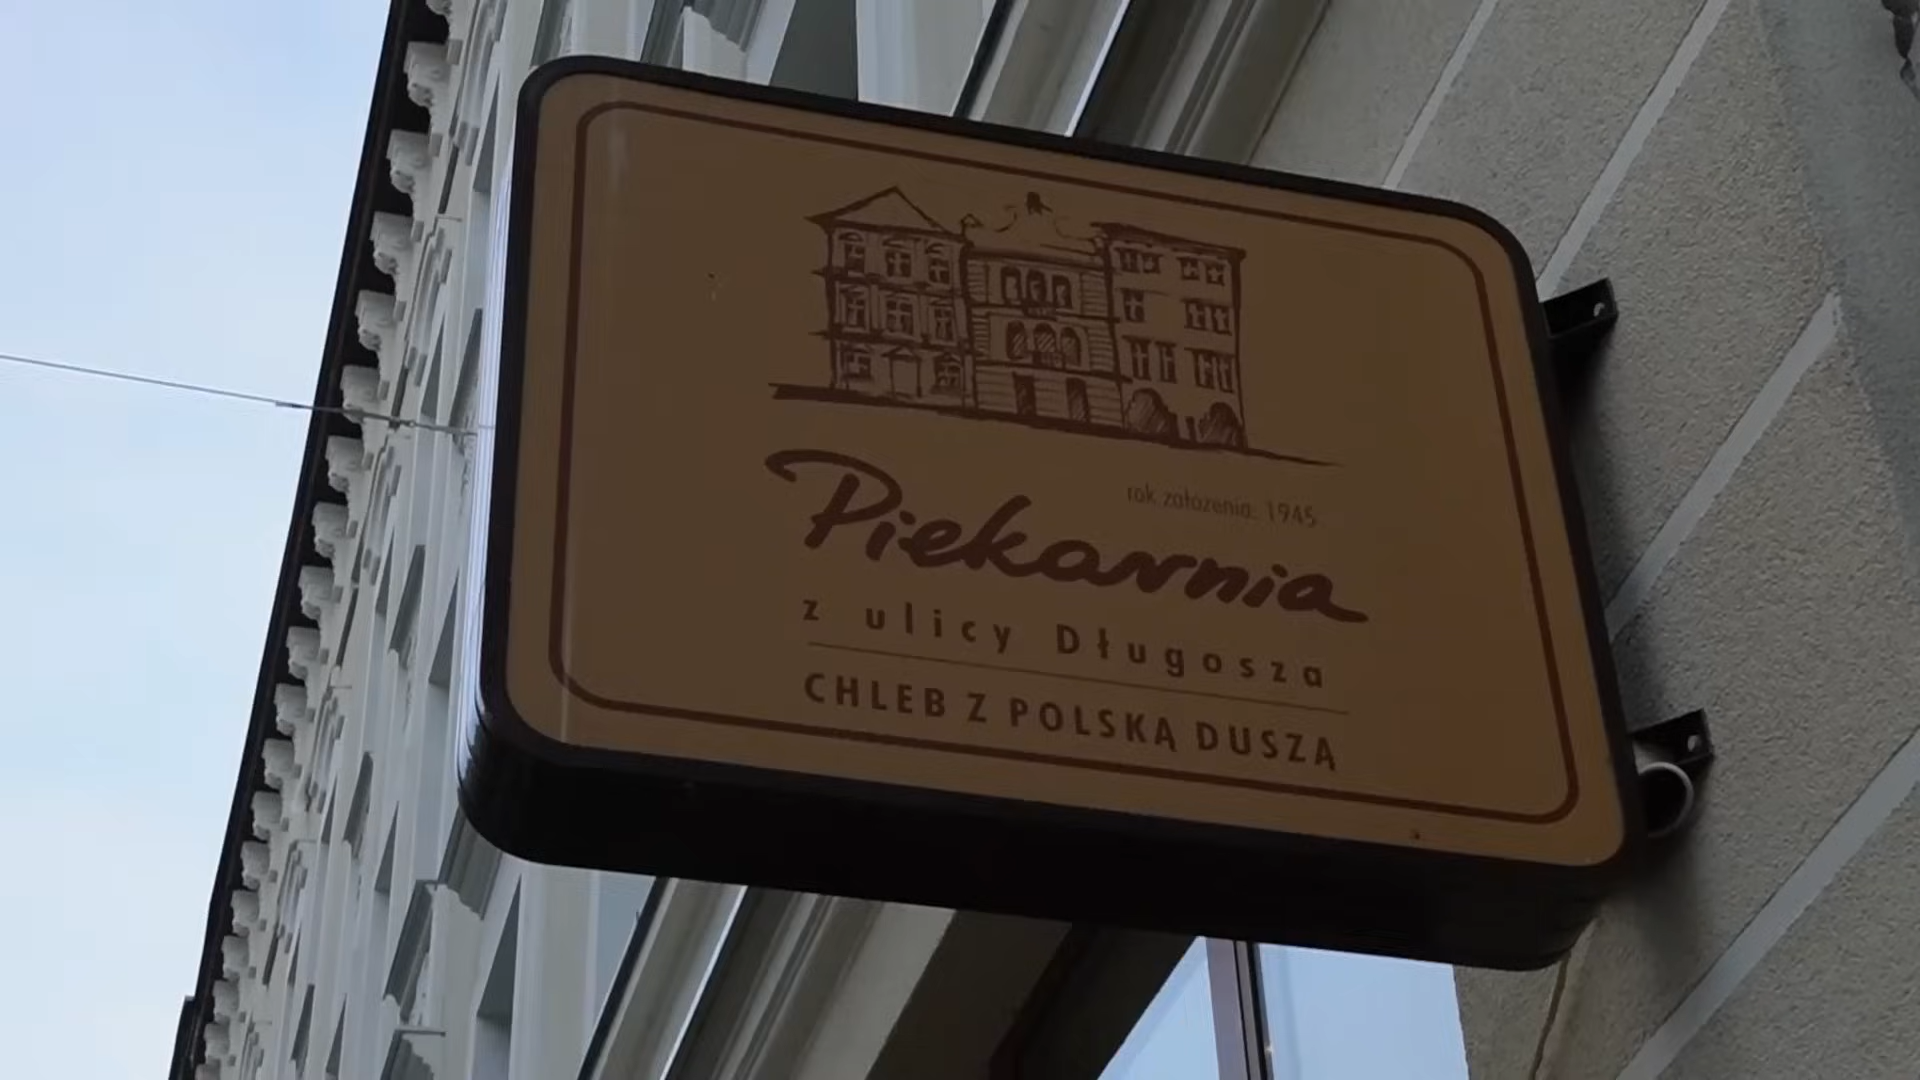 rok założenia: 1945
Piekarnia
z ulicy Długosza
CHLEB Z POLSKĄ DUSZĄ